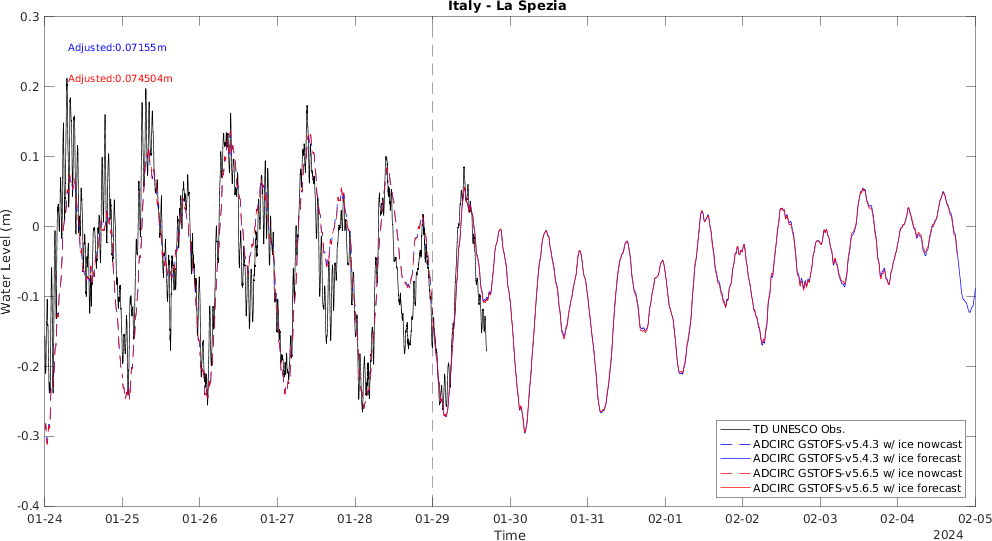 Italy - La Spezia
Adjusted:0.07155m
Adjusted:0.074504m
Water Level (m)
0.3
0.2
0.1
0
-0.1
-0.2
-0.3
-0.4
TD UNESCO Obs.
ADCIRC GSTOFS-v5.4.3 w/ ice nowcast
ADCIRC GSTOFS-v5.4.3 w/ ice forecast
ADCIRC GSTOFS-v5.6.5 w/ ice nowcast
ADCIRC GSTOFS-v5.6.5 w/ ice forecast
01-24 01-25 01-26 01-27 01-28 01-29 01-30 01-31 02-01 02-02 02-03 02-04 02-05
Time
2024